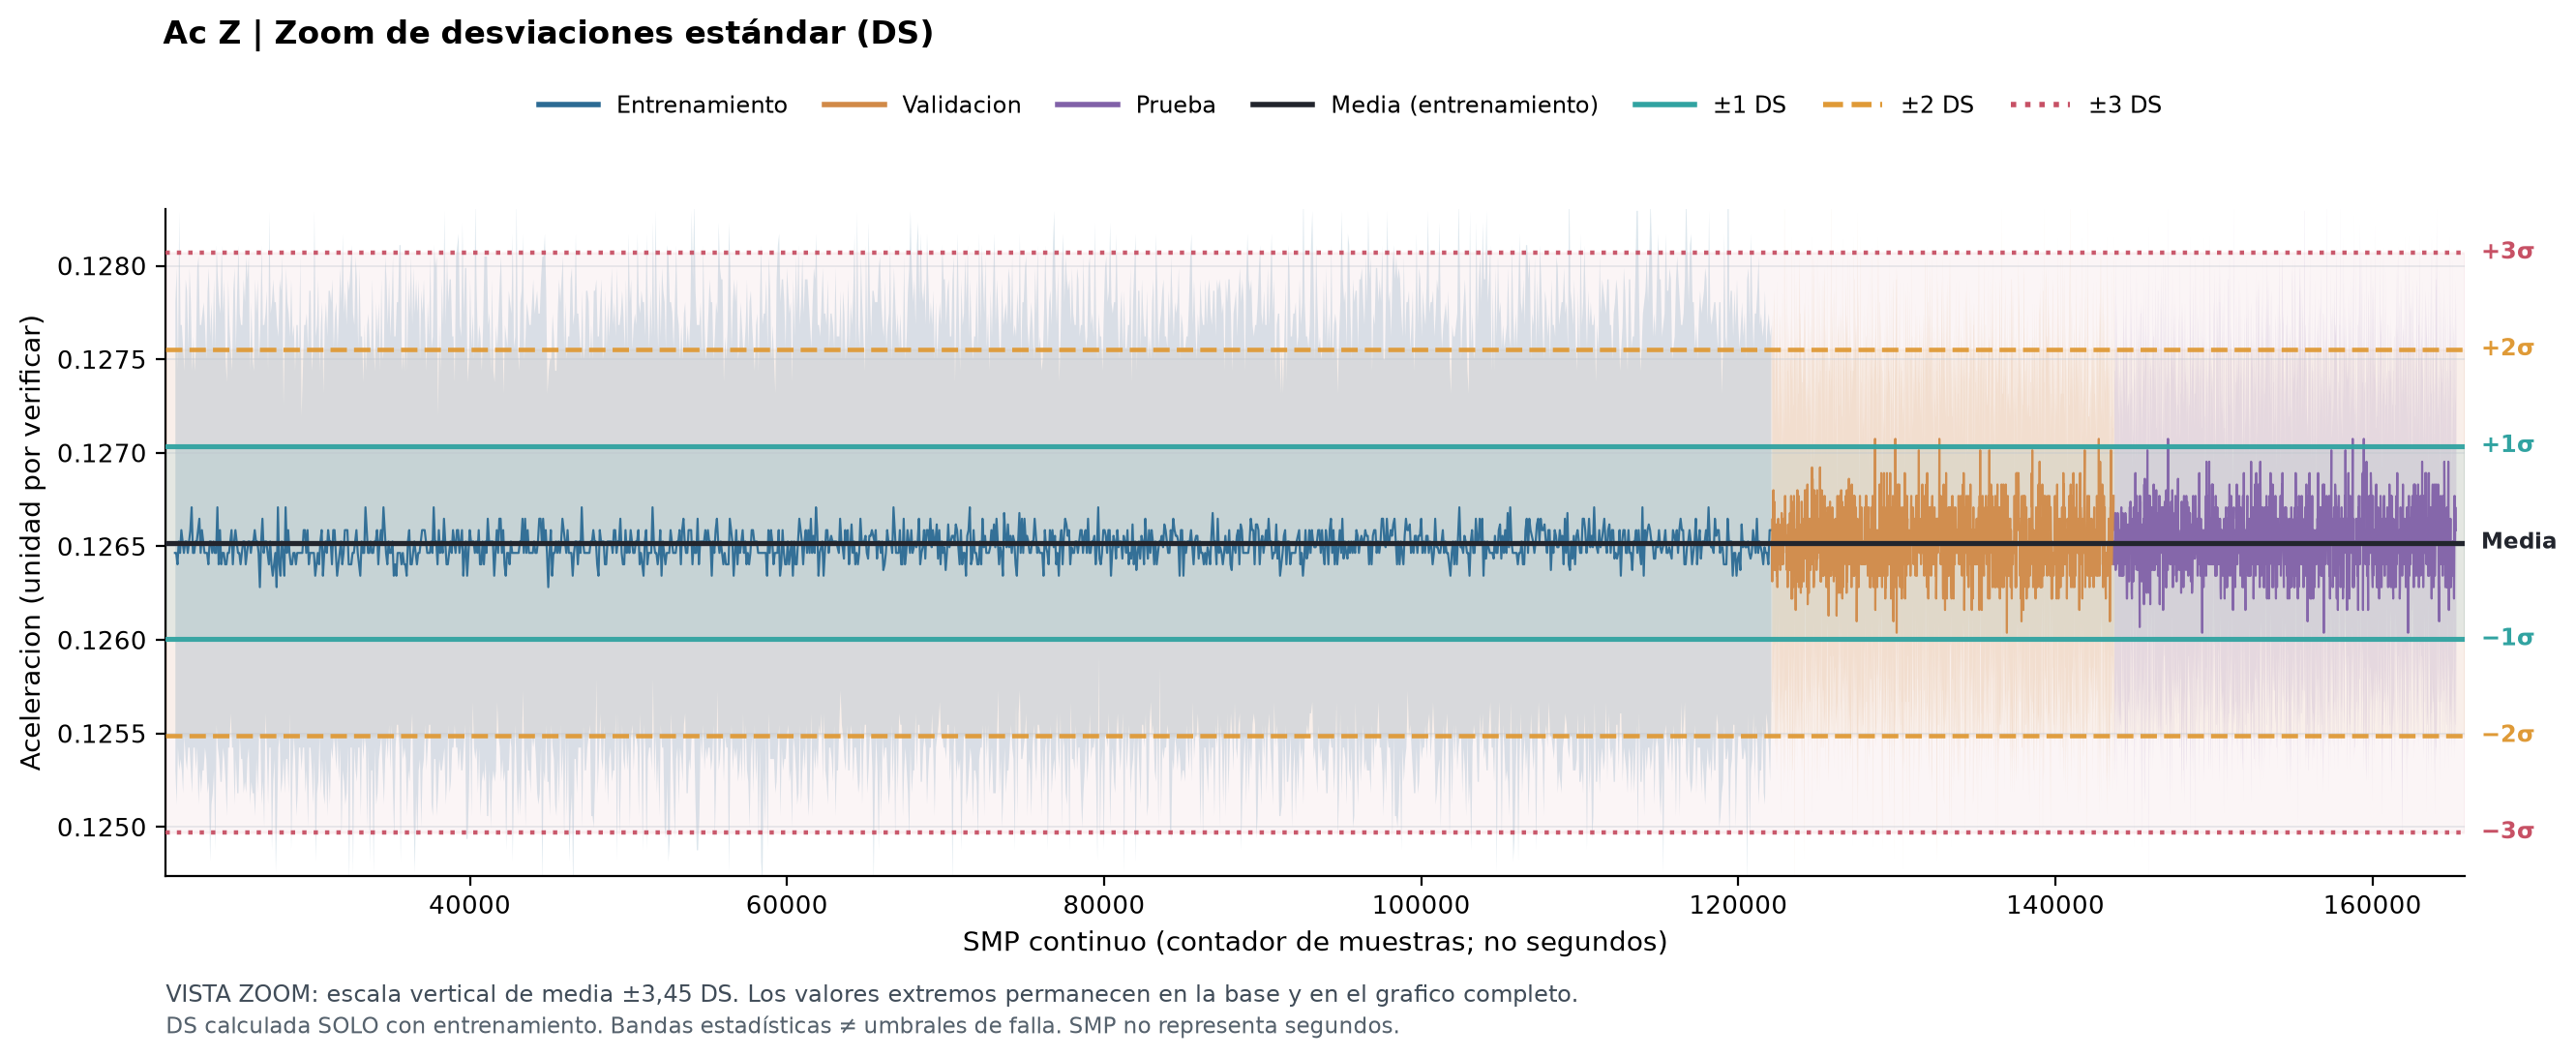 Ac Z | Zoom de desviaciones estándar (DS)
Entrenamiento Validacion Prueba Media (entrenamiento) ±1 DS ±2 DS ±3 DS
Aceleracion (unidad por verificar)
0.1280
0.1275
0.1270
0.1265
0.1260
0.1255
0.1250
+3σ
+2σ
+1σ
Media
−1σ
−2σ
−3σ
40000 60000 80000 100000 120000 140000 160000
SMP continuo (contador de muestras; no segundos)
VISTA ZOOM: escala vertical de media ±3,45 DS. Los valores extremos permanecen en la base y en el grafico completo.
DS calculada SOLO con entrenamiento. Bandas estadísticas ≠ umbrales de falla. SMP no representa segundos.